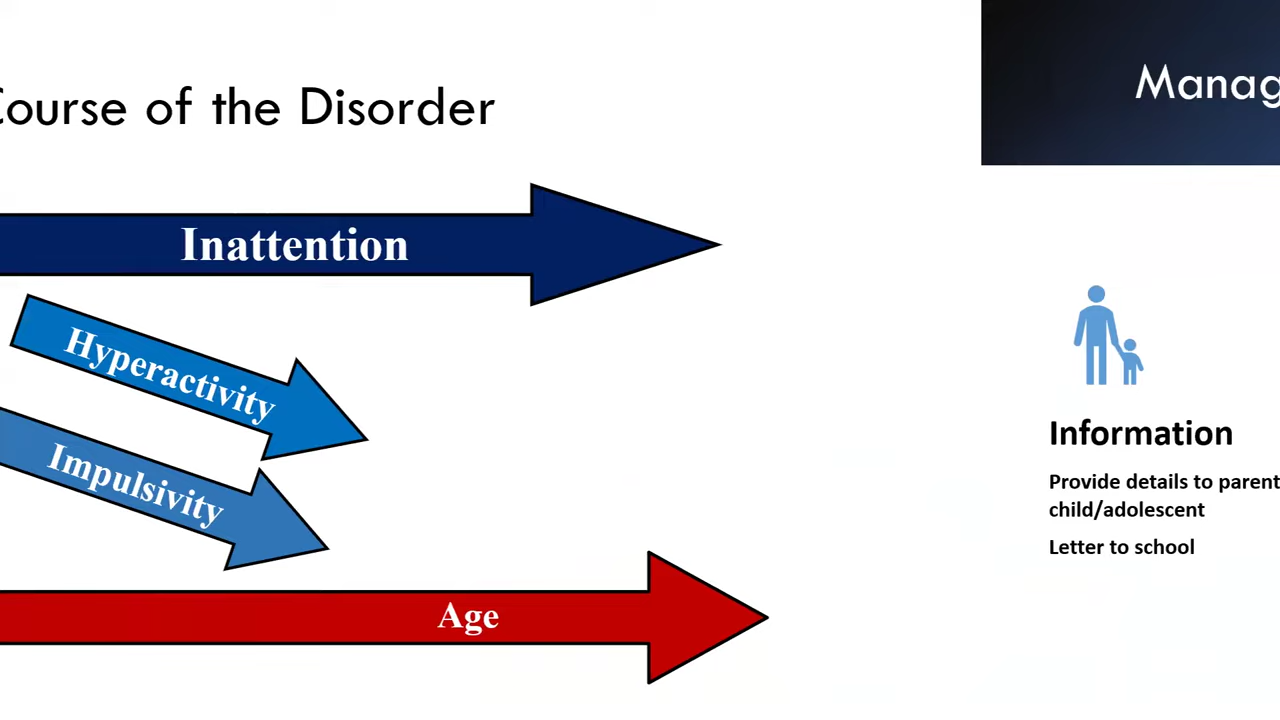 Course of the Disorder
Inattention
Hyperactivity
Impulsivity
Age
Manag
Information
Provide details to parent
child/adolescent
Letter to school